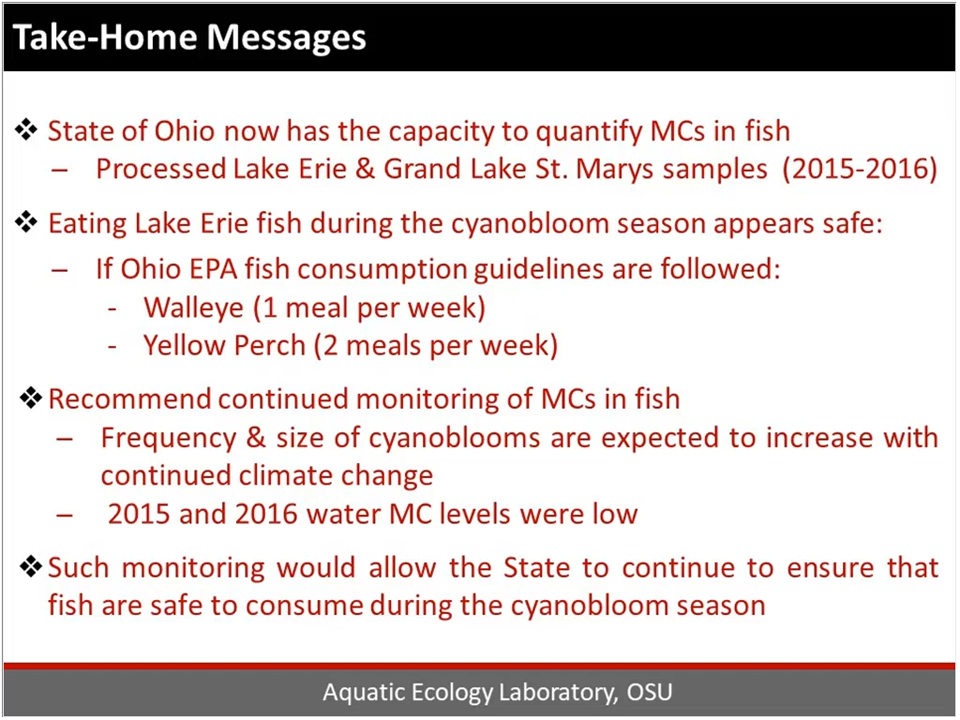 Take-Home Messages
❖ State of Ohio now has the capacity to quantify MCs in fish
– Processed Lake Erie & Grand Lake St. Marys samples (2015-2016)
❖ Eating Lake Erie fish during the cyanobloom season appears safe:
– If Ohio EPA fish consumption guidelines are followed:
- Walleye (1 meal per week)
- Yellow Perch (2 meals per week)
❖ Recommend continued monitoring of MCs in fish
– Frequency & size of cyanoblooms are expected to increase with
continued climate change
– 2015 and 2016 water MC levels were low
❖ Such monitoring would allow the State to continue to ensure that
fish are safe to consume during the cyanobloom season
Aquatic Ecology Laboratory, OSU